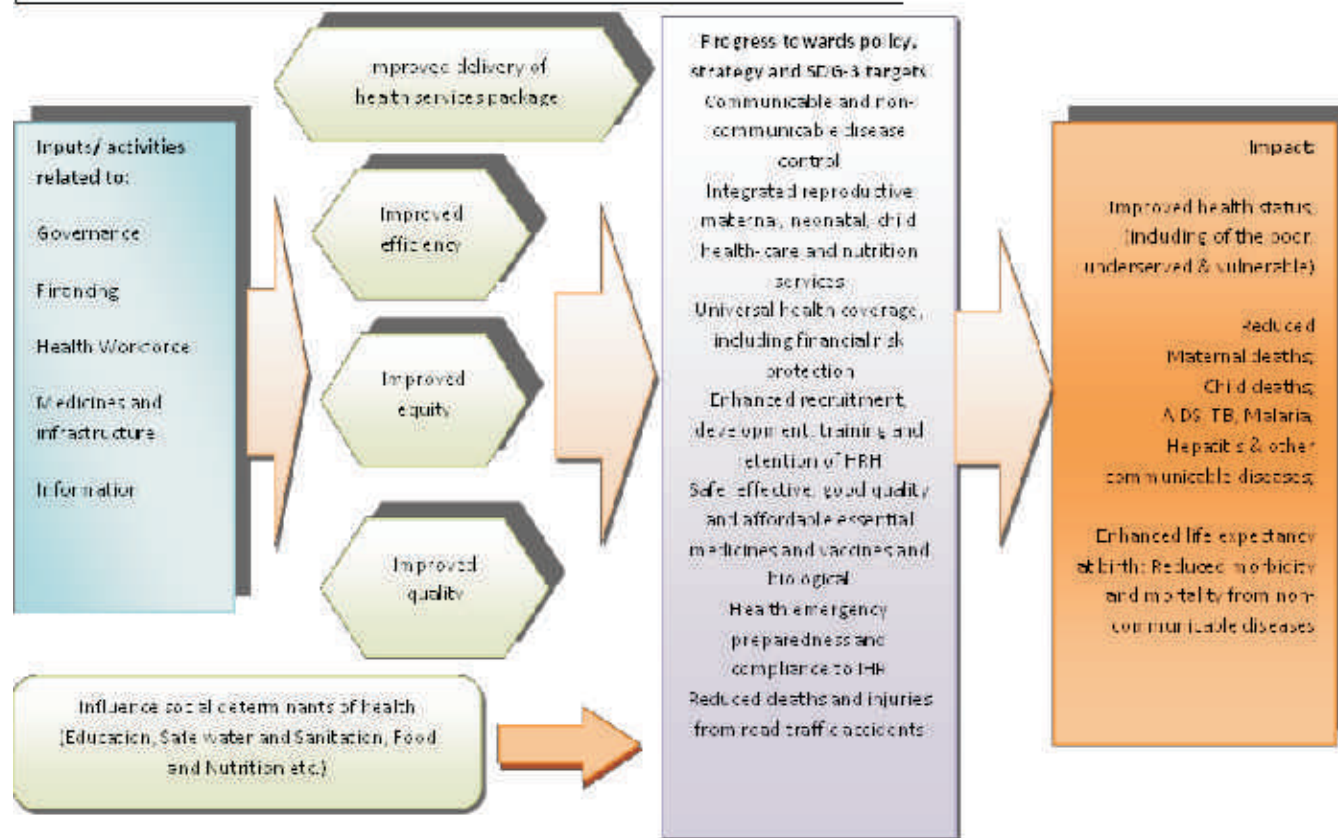 Inputs/ activities
related to:
Governance
Financing
Health Workforce
Medicines and
infrastructure
Information
Improved delivery of
health services package
Improved
efficiency
Improved
equity
Improved
quality
Influence social determinants of health
(Education, Safe water and Sanitation, Food
and Nutrition etc.)
Progress towards policy,
strategy and SDG-3 targets
Communicable and non-
communicable disease
control
Integrated reproductive
maternal, neonatal, child
health-care and nutrition
services
Universal health coverage,
including financial risk
protection
Enhanced recruitment,
development, training and
retention of HRH
Safe, effective, good quality
and affordable essential
medicines and vaccines and
biological
Health emergency
preparedness and
compliance to IHR
Reduced deaths and injuries
from road traffic accidents
Impact:
Improved health status,
(including of the poor,
underserved & vulnerable)
Reduced
Maternal deaths;
Child deaths;
AIDS, TB, Malaria,
Hepatitis & other
communicable diseases;
Enhanced life expectancy
at birth; Reduced morbidity
and mortality from non-
communicable diseases